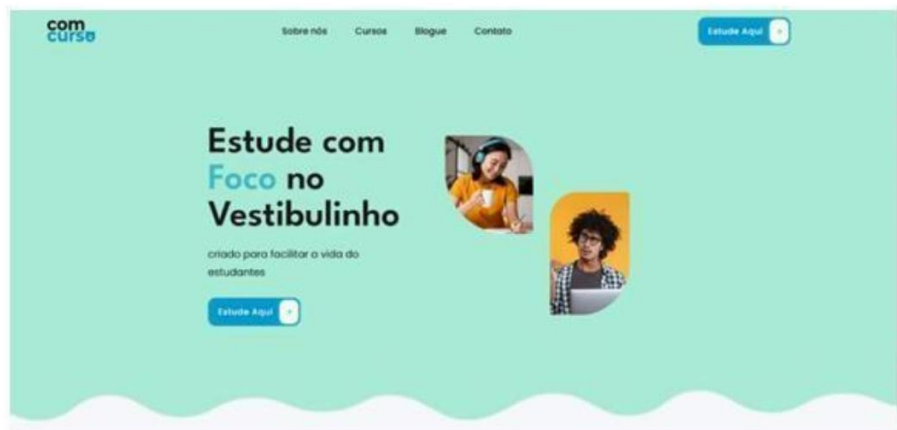 com
curso
Sobre nós
Cursos
Blogue
Contato
Estude Aqui
Estude com
Foco no
Vestibulinho
criado para facilitar a vida do
estudantes
Estude Aqui